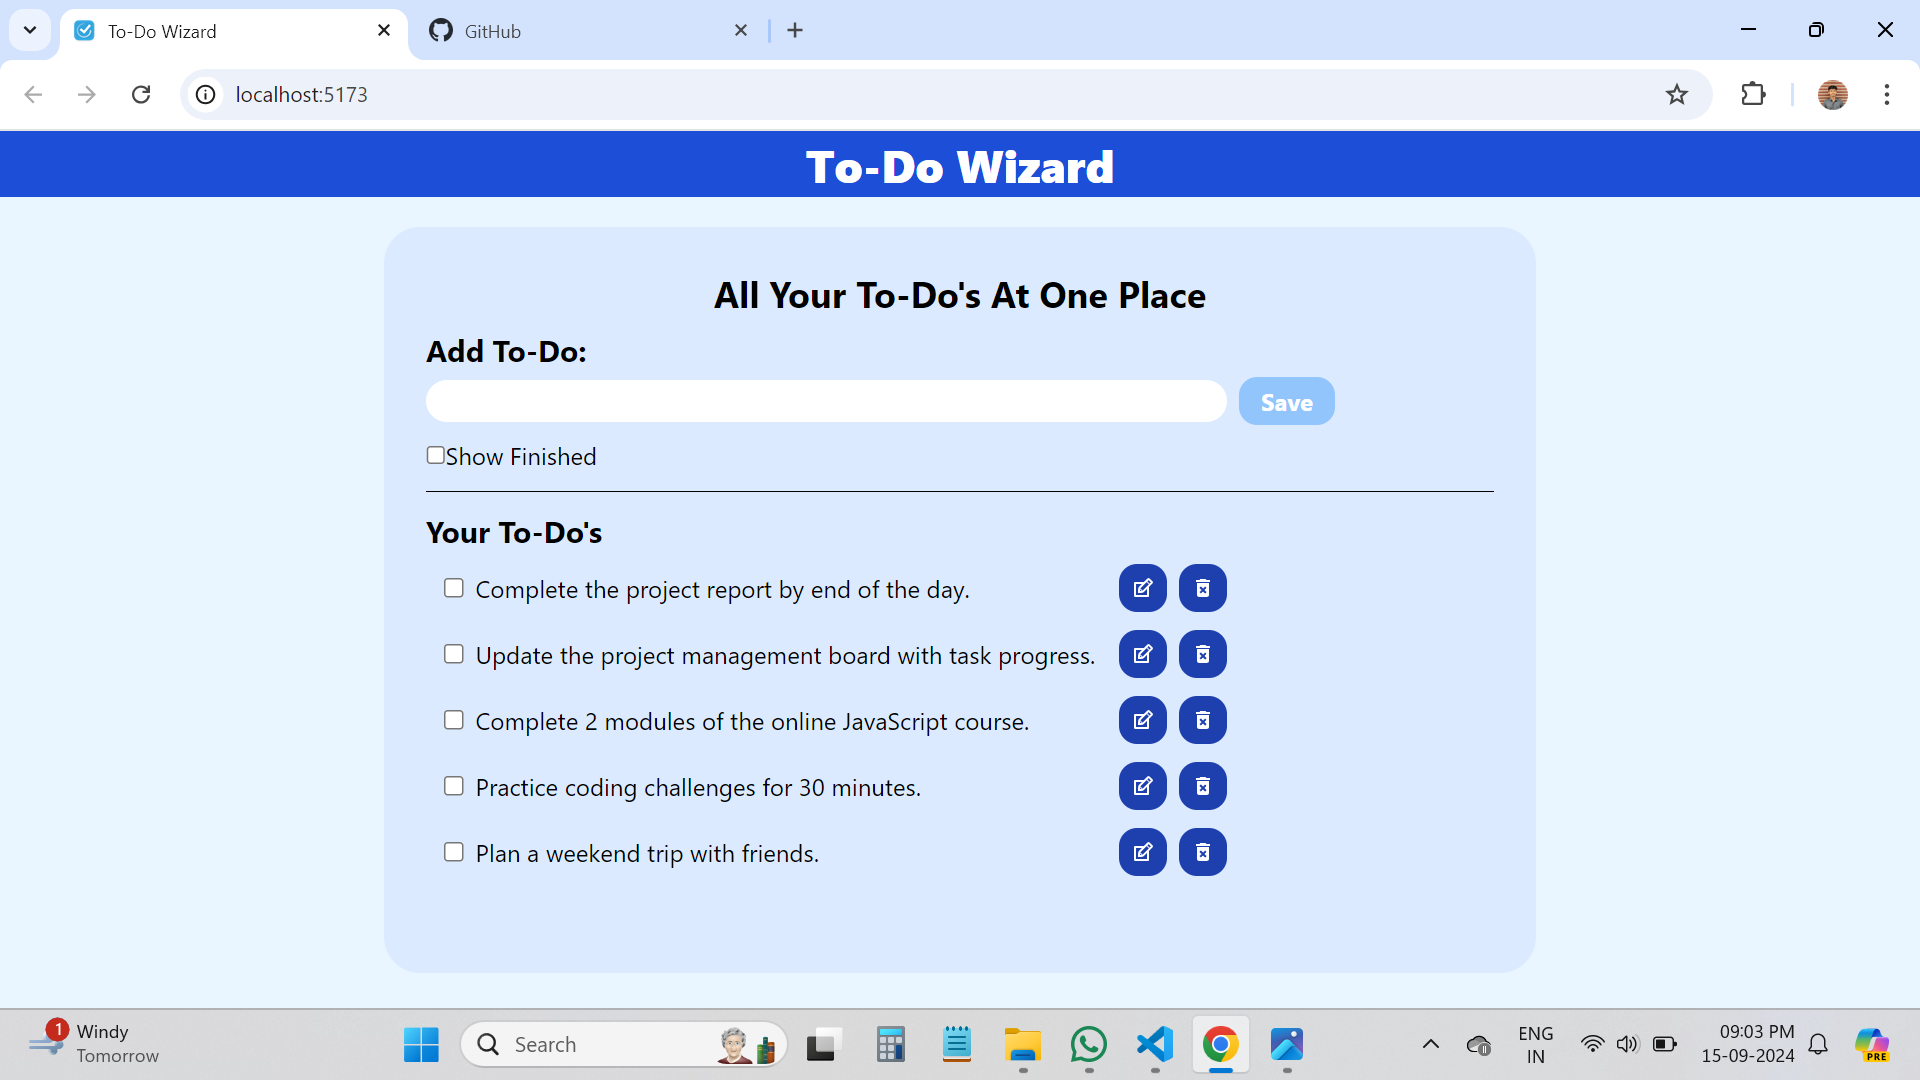 To-Do Wizard
GitHub
localhost:5173
To-Do Wizard
All Your To-Do's At One Place
Add To-Do:
Save
Show Finished
Your To-Do's
Complete the project report by end of the day.
Update the project management board with task progress.
Complete 2 modules of the online JavaScript course.
Practice coding challenges for 30 minutes.
Plan a weekend trip with friends.
1
Windy
Tomorrow
Search
ENG
IN
09:03 PM
15-09-2024
PRE